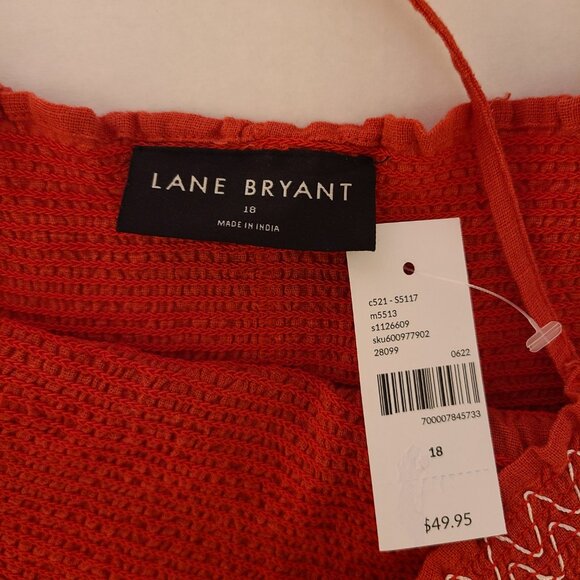 LANE BRYANT
18
MADE IN INDIA
c521 - S5117
m5513
s1126609
sku600977902
28099
0622
700007845733
18
$49.95